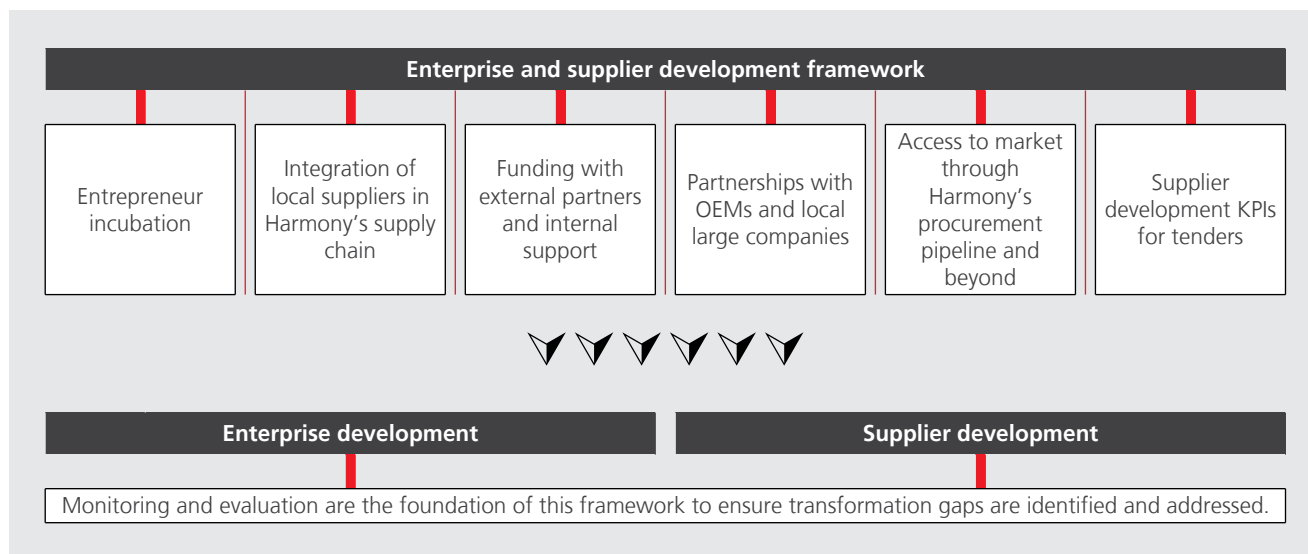 Enterprise and supplier development framework
Entrepreneur
incubation
Integration of
local suppliers in
Harmony’s supply
chain
Funding with
external partners
and internal
support
Partnerships with
OEMs and local
large companies
Access to market
through
Harmony’s
procurement
pipeline and
beyond
Supplier
development KPIs
for tenders
Enterprise development
Supplier development
Monitoring and evaluation are the foundation of this framework to ensure transformation gaps are identified and addressed.